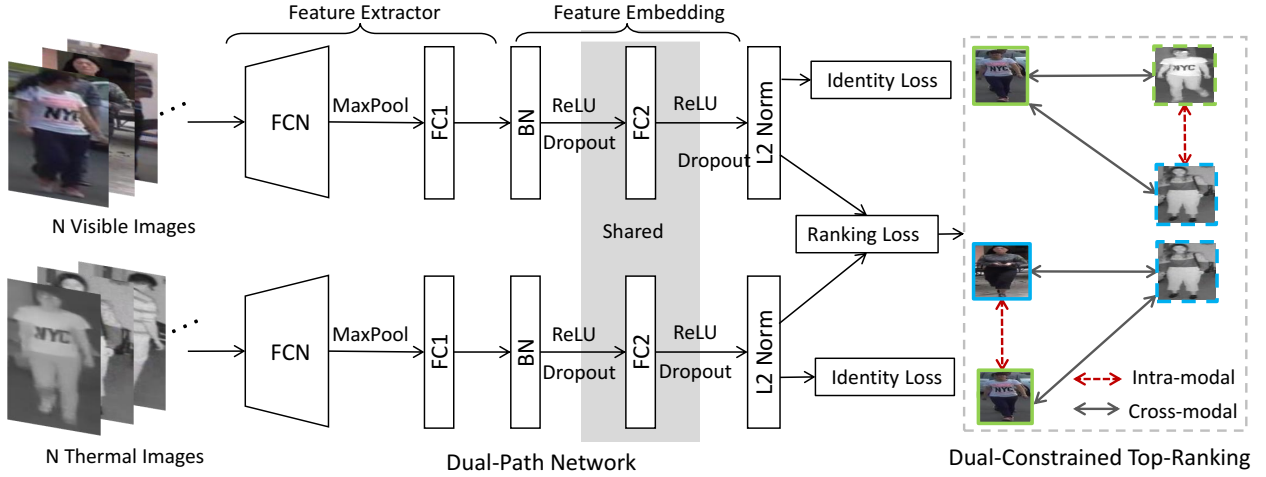 Feature Extractor
Feature Embedding
NYC
N Visible Images
FCN
MaxPool
FC1
BN
ReLU
Dropout
FC2
ReLU
Dropout
L2 Norm
Identity Loss
Shared
Ranking Loss
NYC
N Thermal Images
FCN
MaxPool
FC1
BN
ReLU
Dropout
FC2
ReLU
Dropout
L2 Norm
Identity Loss
Dual-Path Network
NYC
NYC
NYC
Intra-modal
Cross-modal
Dual-Constrained Top-Ranking